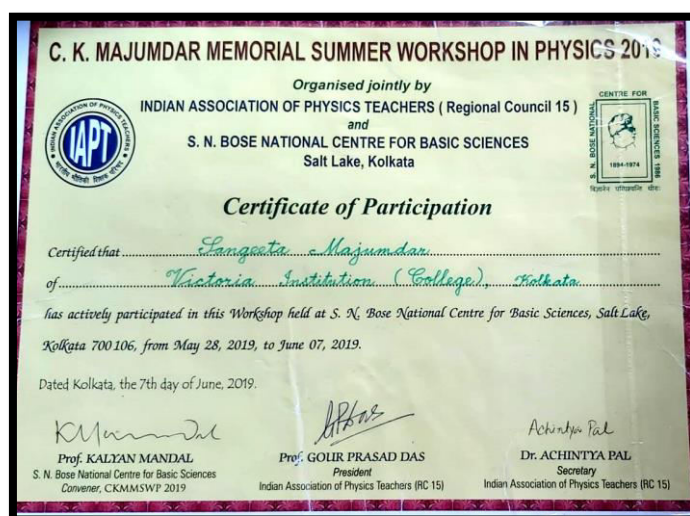 C. K. MAJUMDAR MEMORIAL SUMMER WORKSHOP IN PHYSICS 2019
Organised jointly by
INDIAN ASSOCIATION OF PHYSICS TEACHERS ( Regional Council 15 )
and
S. N. BOSE NATIONAL CENTRE FOR BASIC SCIENCES
Salt Lake, Kolkata
INDIAN ASSOCIATION OF PHYSICS TEACHERS
IAPT
भारतीय भौतिकी शिक्षक परिषद
CENTRE FOR
S. N. BOSE NATIONAL
BASIC SCIENCES 1986
1894-1974
Certificate of Participation
Certified that Sangeeta Majumdar
of Victoria Institution (College), Kolkata
has actively participated in this Workshop held at S. N. Bose National Centre for Basic Sciences, Salt Lake,
Kolkata 700 106, from May 28, 2019, to June 07, 2019.
Dated Kolkata, the 7th day of June, 2019.
Achintya Pal
Prof. KALYAN MANDAL
S. N. Bose National Centre for Basic Sciences
Convener, CKMMSWP 2019
Prof. GOUR PRASAD DAS
President
Indian Association of Physics Teachers (RC 15)
Dr. ACHINTYA PAL
Secretary
Indian Association of Physics Teachers (RC 15)